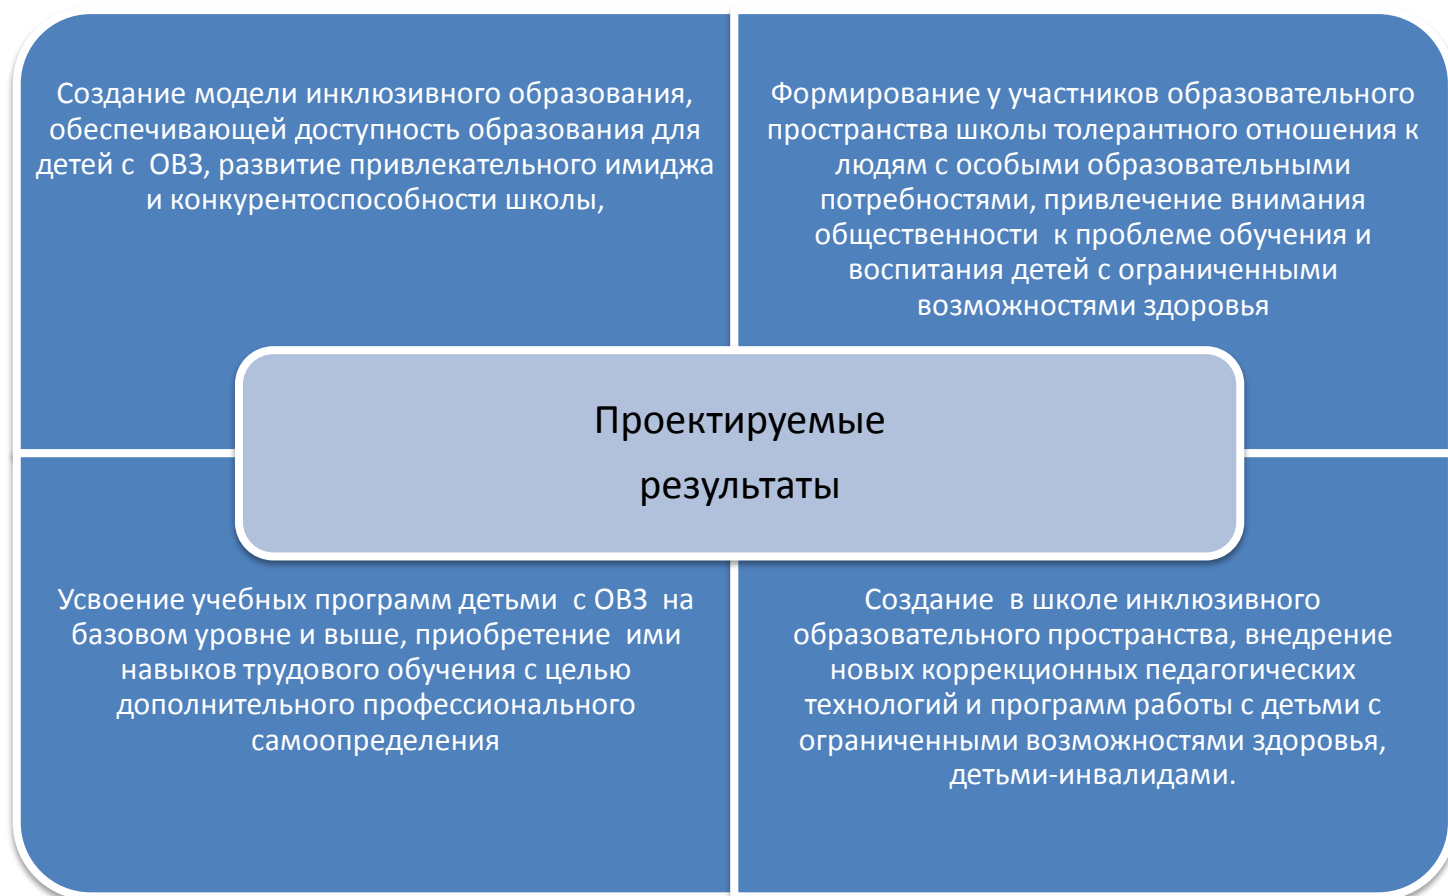 Создание модели инклюзивного образования,
обеспечивающей доступность образования для
детей с  ОВЗ, развитие привлекательного имиджа
и конкурентоспособности школы,
Формирование у участников образовательного
пространства школы толерантного отношения к
людям с особыми образовательными
потребностями, привлечение внимания
общественности  к проблеме обучения и
воспитания детей с ограниченными
возможностями здоровья
Проектируемые
результаты
Усвоение учебных программ детьми  с ОВЗ  на
базовом уровне и выше, приобретение  ими
навыков трудового обучения с целью
дополнительного профессионального
самоопределения
Создание  в школе инклюзивного
образовательного пространства, внедрение
новых коррекционных педагогических
технологий и программ работы с детьми с
ограниченными возможностями здоровья,
детьми-инвалидами.